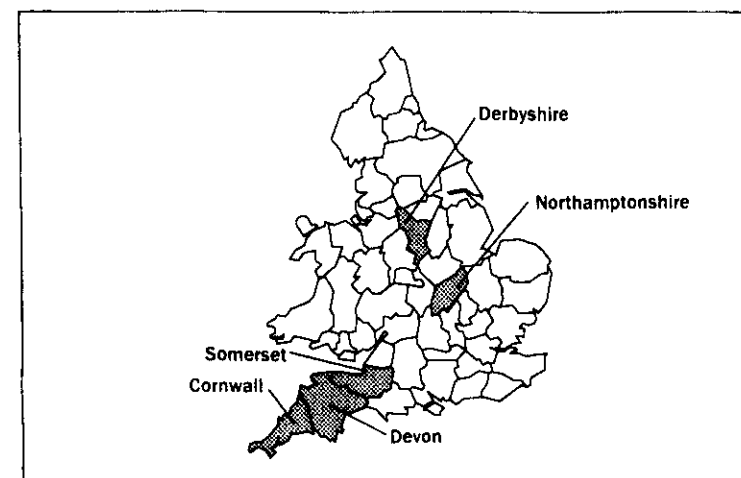 Derbyshire
Northamptonshire
Somerset
Cornwall
Devon